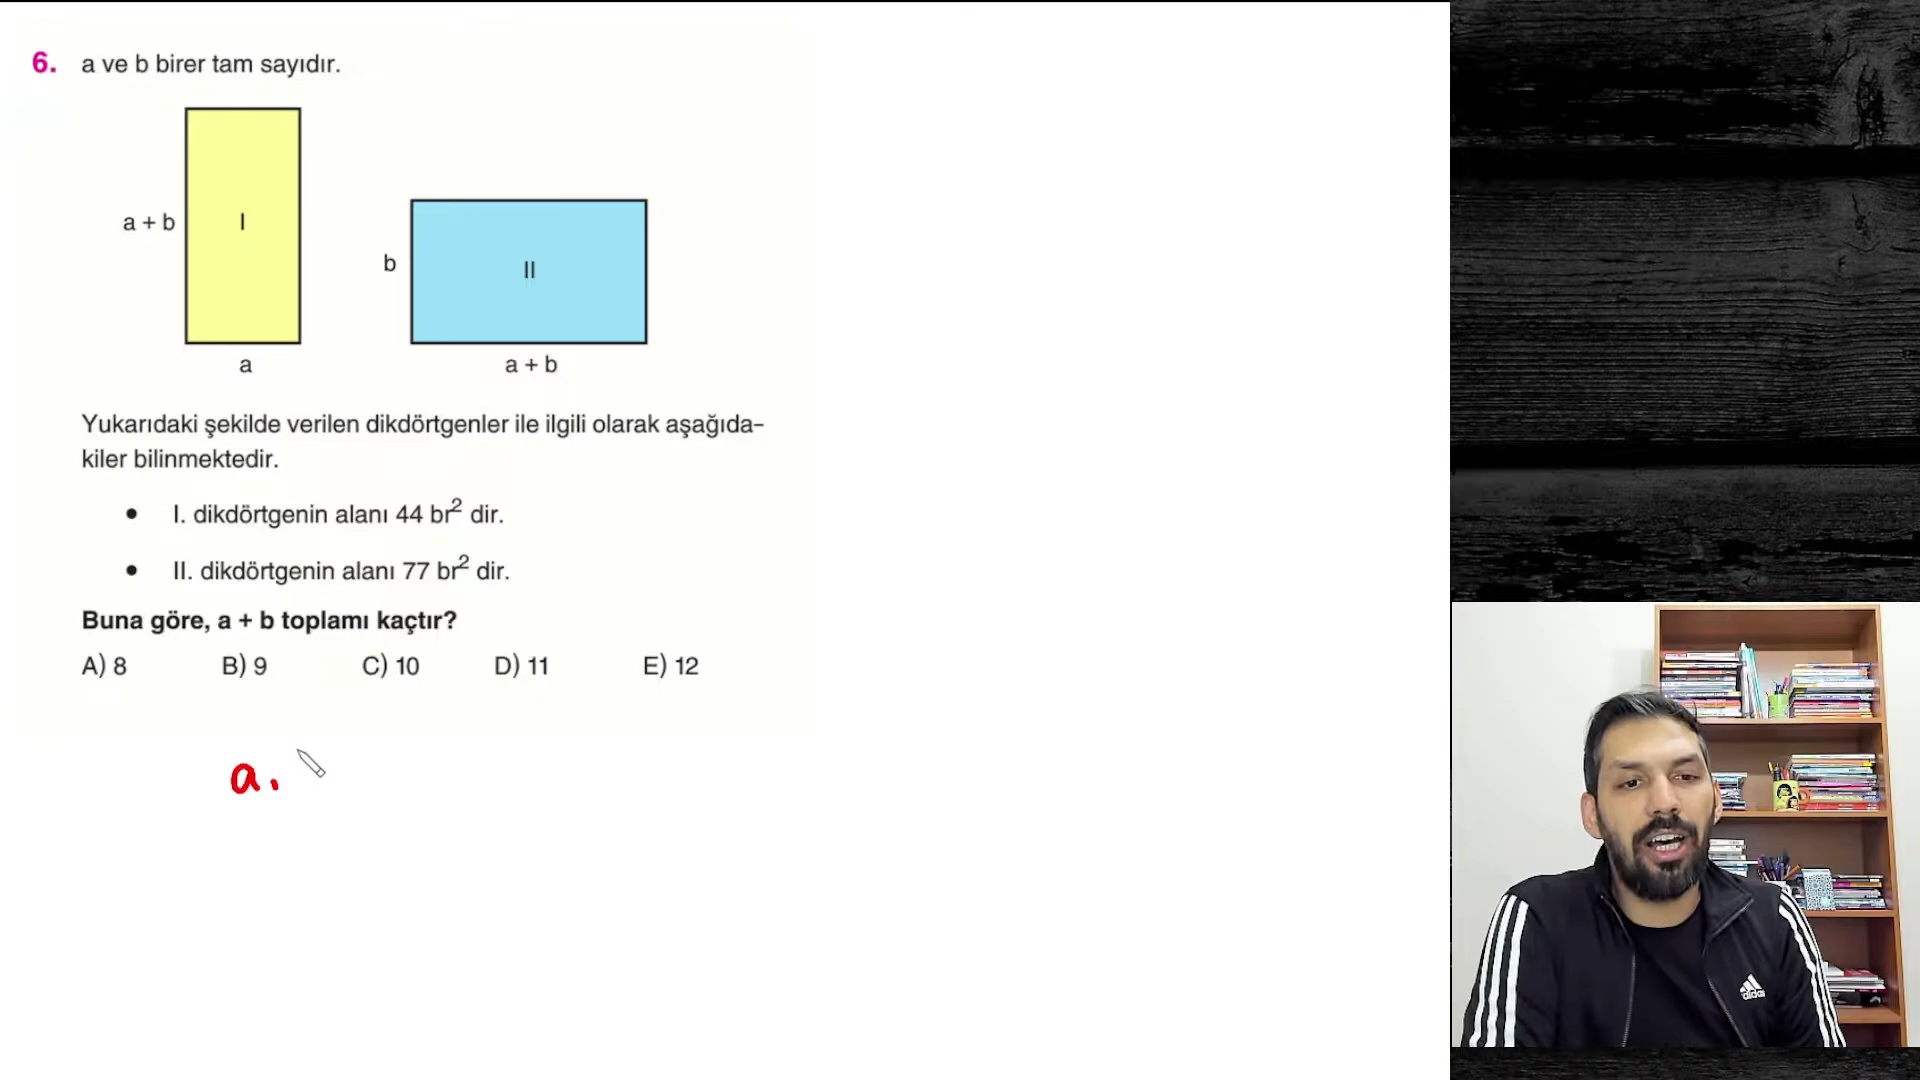 6. a ve b birer tam sayıdır.
a + b
I
a
b
II
a + b
Yukarıdaki şekilde verilen dikdörtgenler ile ilgili olarak aşağıda-
kiler bilinmektedir.
• I. dikdörtgenin alanı 44 br² dir.
• II. dikdörtgenin alanı 77 br² dir.
Buna göre, a + b toplamı kaçtır?
A) 8 B) 9 C) 10 D) 11 E) 12
a.
adidas